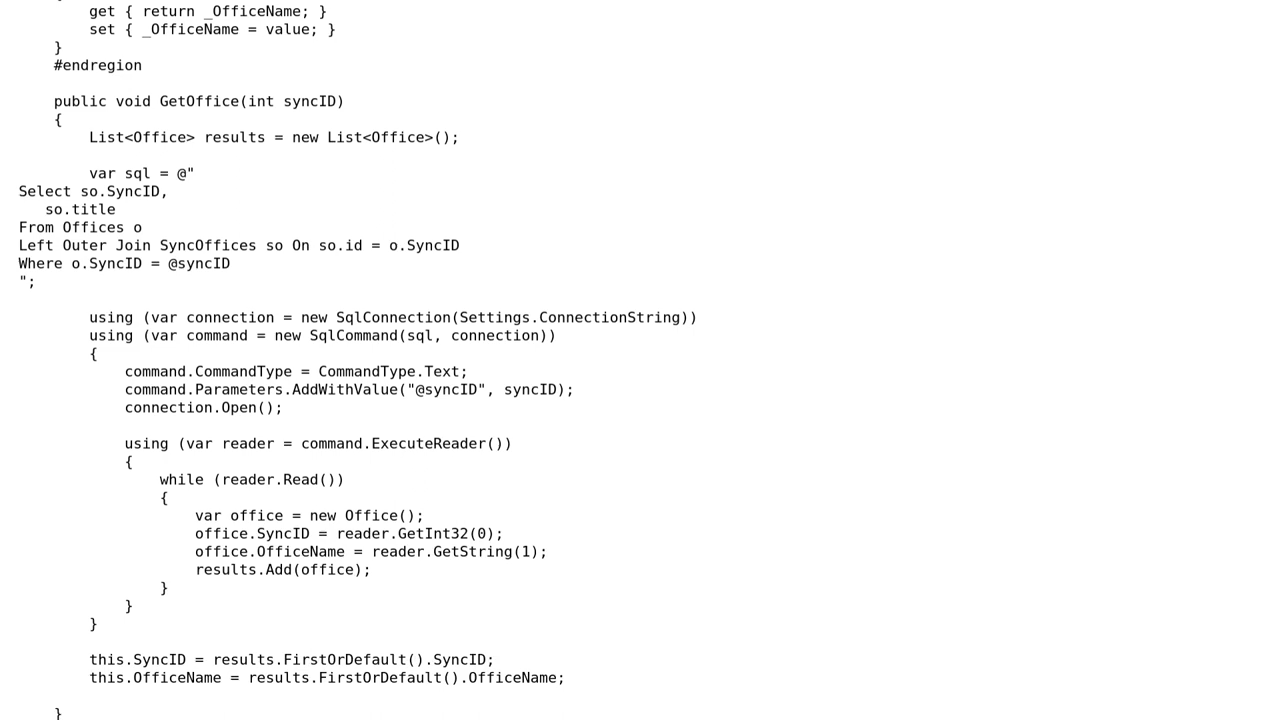 get { return _OfficeName; }
set { _OfficeName = value; }
}
#endregion
public void GetOffice(int syncID)
{
List<Office> results = new List<Office>();
var sql = @"
Select so.SyncID,
so.title
From Offices o
Left Outer Join SyncOffices so On so.id = o.SyncID
Where o.SyncID = @syncID
";
using (var connection = new SqlConnection(Settings.ConnectionString))
using (var command = new SqlCommand(sql, connection))
{
command.CommandType = CommandType.Text;
command.Parameters.AddWithValue("@syncID", syncID);
connection.Open();
using (var reader = command.ExecuteReader())
{
while (reader.Read())
{
var office = new Office();
office.SyncID = reader.GetInt32(0);
office.OfficeName = reader.GetString(1);
results.Add(office);
}
}
}
this.SyncID = results.FirstOrDefault().SyncID;
this.OfficeName = results.FirstOrDefault().OfficeName;
}